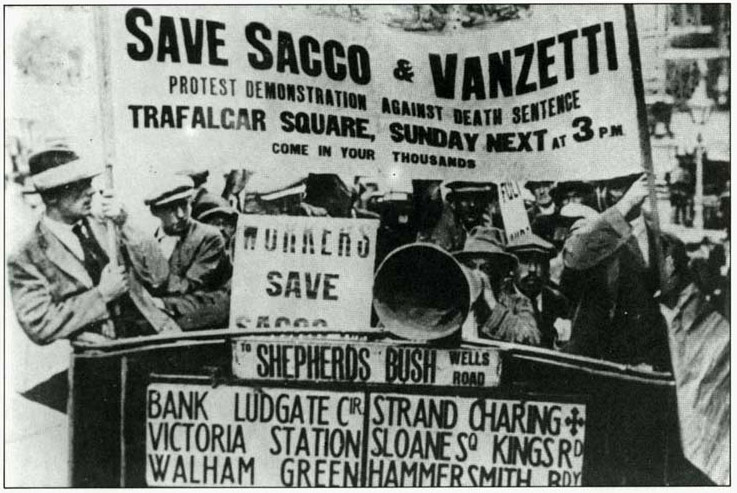 SAVE SACCO & VANZETTI
PROTEST DEMONSTRATION AGAINST DEATH SENTENCE
TRAFALGAR SQUARE, SUNDAY NEXT AT 3 P.M.
COME IN YOUR THOUSANDS
WORKERS
SAVE
SACCO
TO SHEPHERDS BUSH WELLS ROAD
BANK LUDGATE CIR. STRAND CHARING ✣
VICTORIA STATION SLOANE SQ KINGS RD
WALHAM GREEN HAMMERSMITH BDY